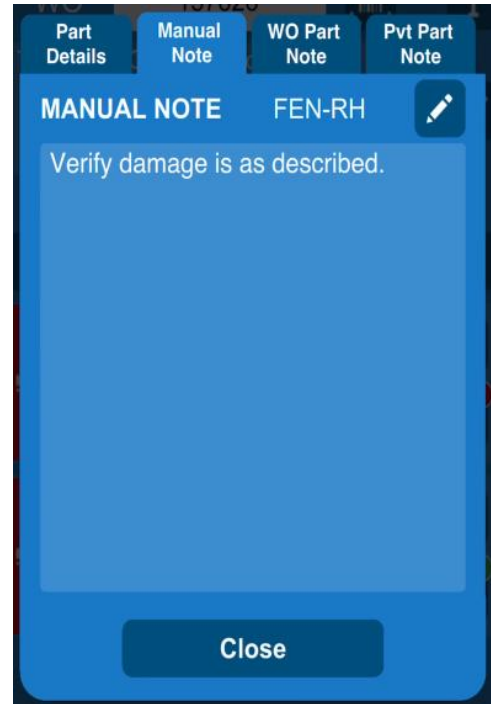 Part Details
Manual Note
WO Part Note
Pvt Part Note
MANUAL NOTE FEN-RH
Verify damage is as described.
Close